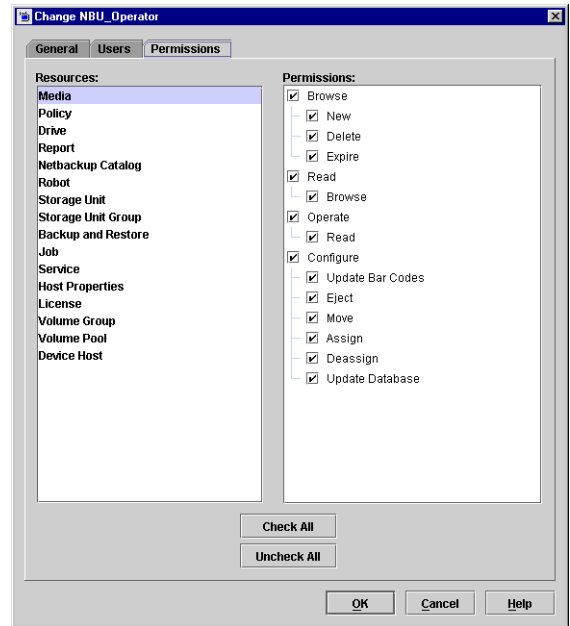 Change NBU_Operator
General Users Permissions
Resources:
Media
Policy
Drive
Report
Netbackup Catalog
Robot
Storage Unit
Storage Unit Group
Backup and Restore
Job
Service
Host Properties
License
Volume Group
Volume Pool
Device Host
Permissions:
Browse
New
Delete
Expire
Read
Browse
Operate
Read
Configure
Update Bar Codes
Eject
Move
Assign
Deassign
Update Database
Check All
Uncheck All
OK Cancel Help